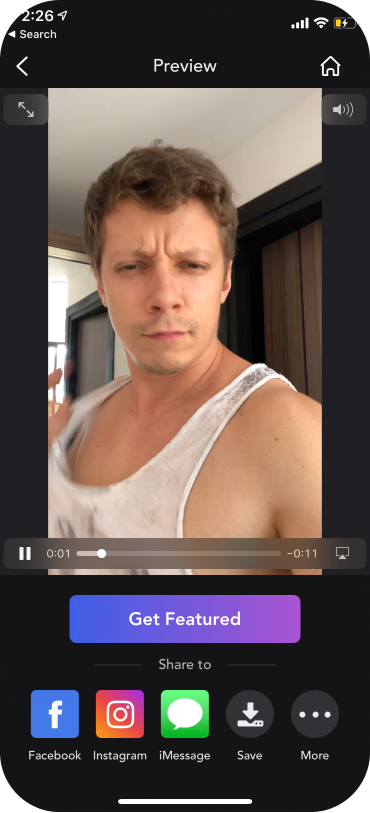 2:26
◀ Search
Preview
0:01
-0:11
Get Featured
Share to
Facebook
Instagram
iMessage
Save
More